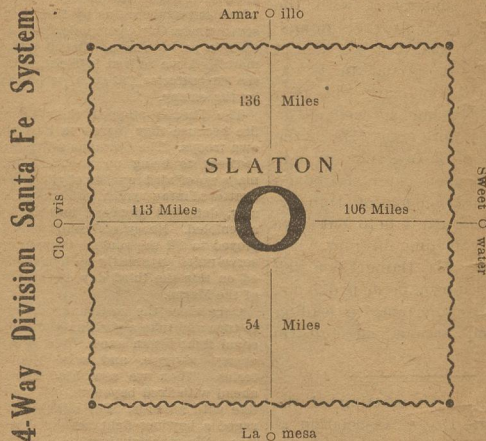 4-Way Division Santa Fe System
Amar O illo
136 Miles
SLATON
O
Clo O vis
113 Miles
106 Miles
Sweet O water
54 Miles
La O mesa